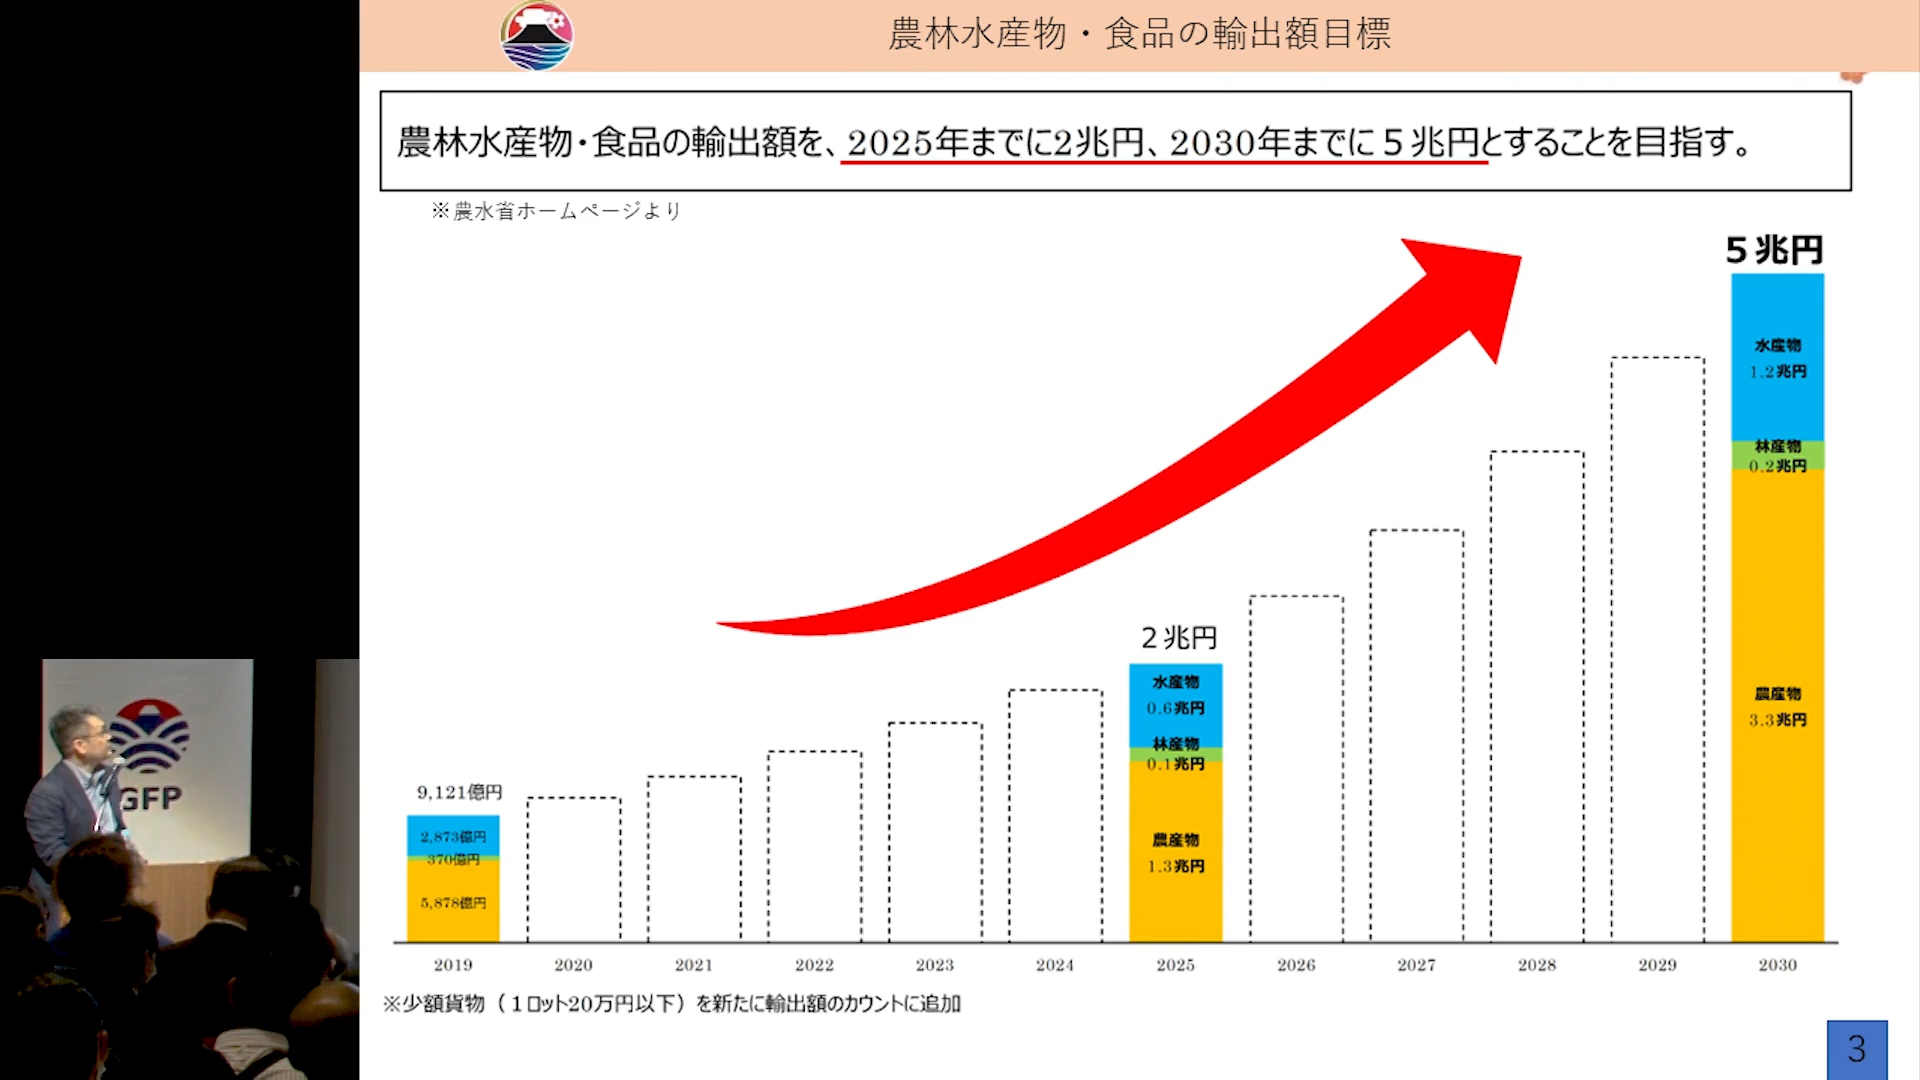 農林水産物・食品の輸出額目標
農林水産物・食品の輸出額を、2025年までに2兆円、2030年までに５兆円とすることを目指す。
※農水省ホームページより
５兆円
水産物
1.2兆円
林産物
0.2兆円
農産物
3.3兆円
２兆円
水産物
0.6兆円
林産物
0.1兆円
農産物
1.3兆円
9,121億円
2,873億円
370億円
5,878億円
2019 2020 2021 2022 2023 2024 2025 2026 2027 2028 2029 2030
※少額貨物（１ロット20万円以下）を新たに輸出額のカウントに追加
3
GFP